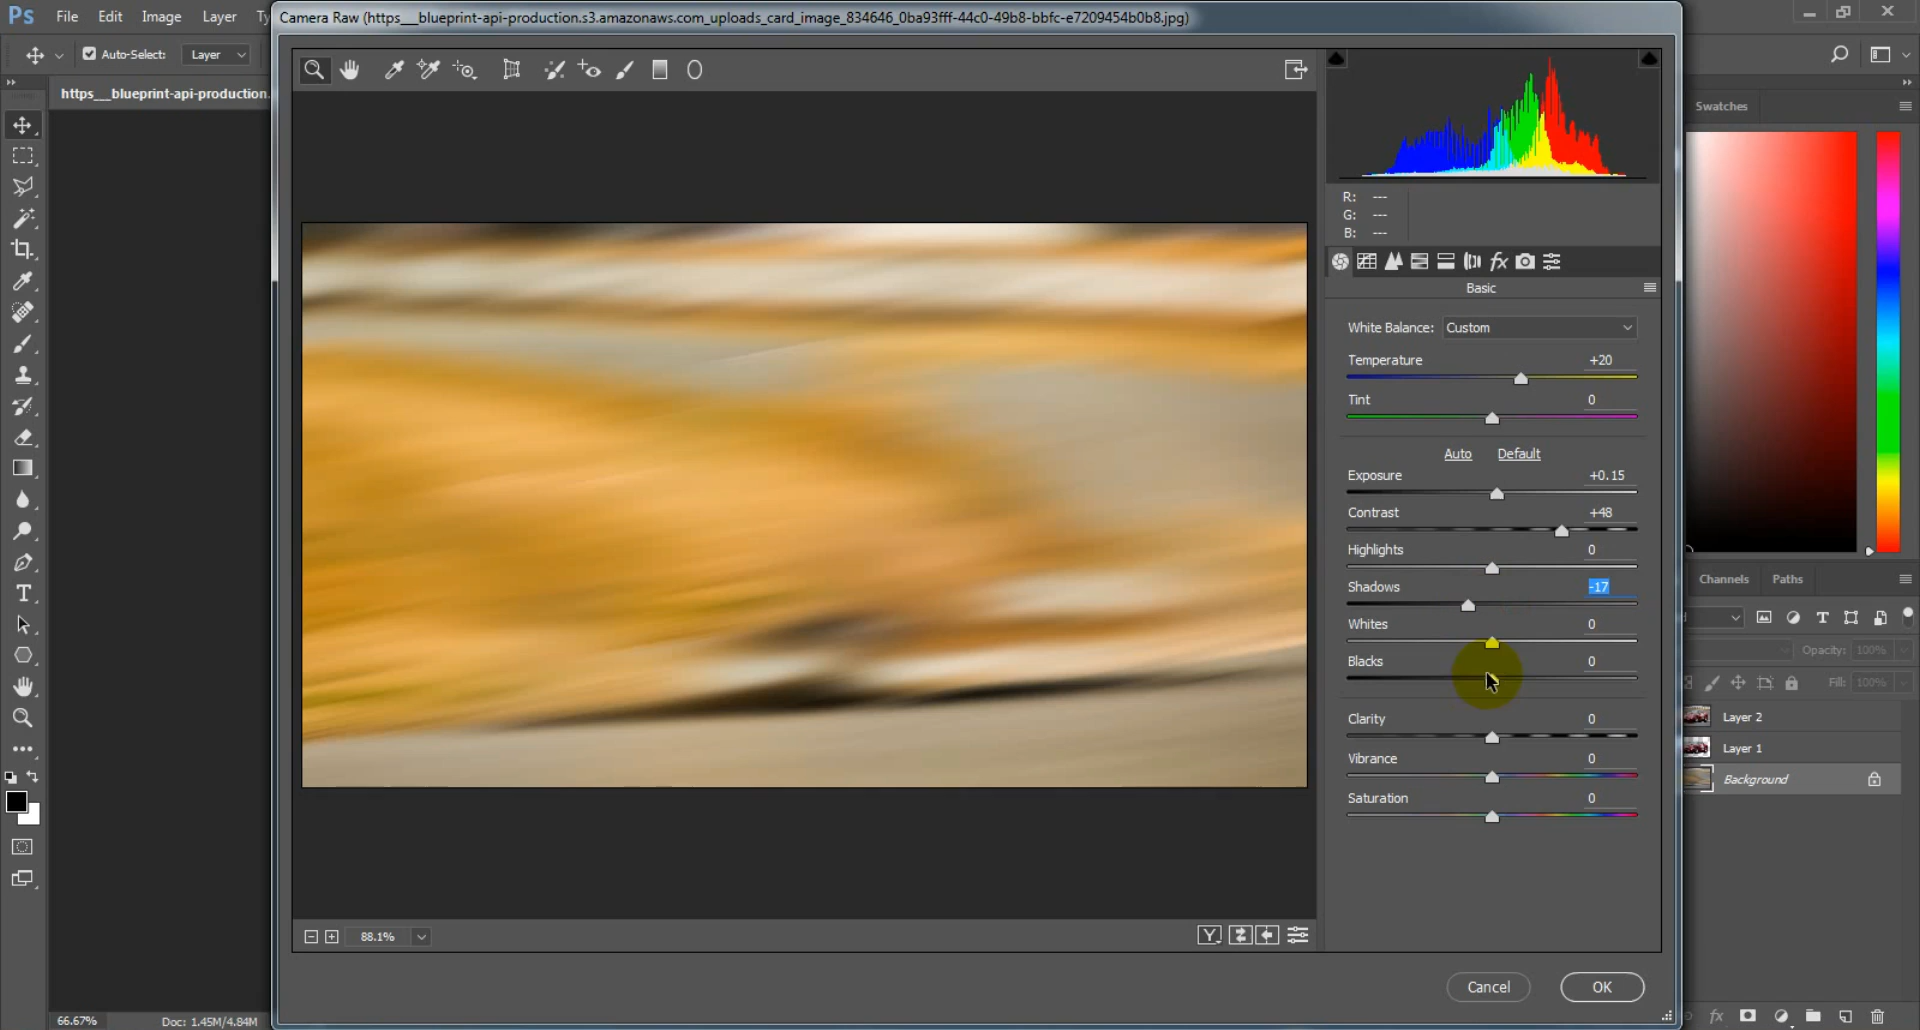 Ps File Edit Image Layer Ty
Camera Raw (https___blueprint-api-production.s3.amazonaws.com_uploads_card_image_834646_0ba93fff-44c0-49b8-bbfc-e7209454b0b8.jpg)
Auto-Select: Layer
https___blueprint-api-production.
Swatches
R: ---
G: ---
B: ---
Basic
White Balance: Custom
Temperature +20
Tint 0
Auto Default
Exposure +0.15
Contrast +48
Highlights 0
Shadows -17
Whites 0
Blacks 0
Clarity 0
Vibrance 0
Saturation 0
Channels Paths
Opacity: 100%
Fill: 100%
Layer 2
Layer 1
Background
88.1%
Cancel OK
66.67% Doc: 1.45M/4.84M